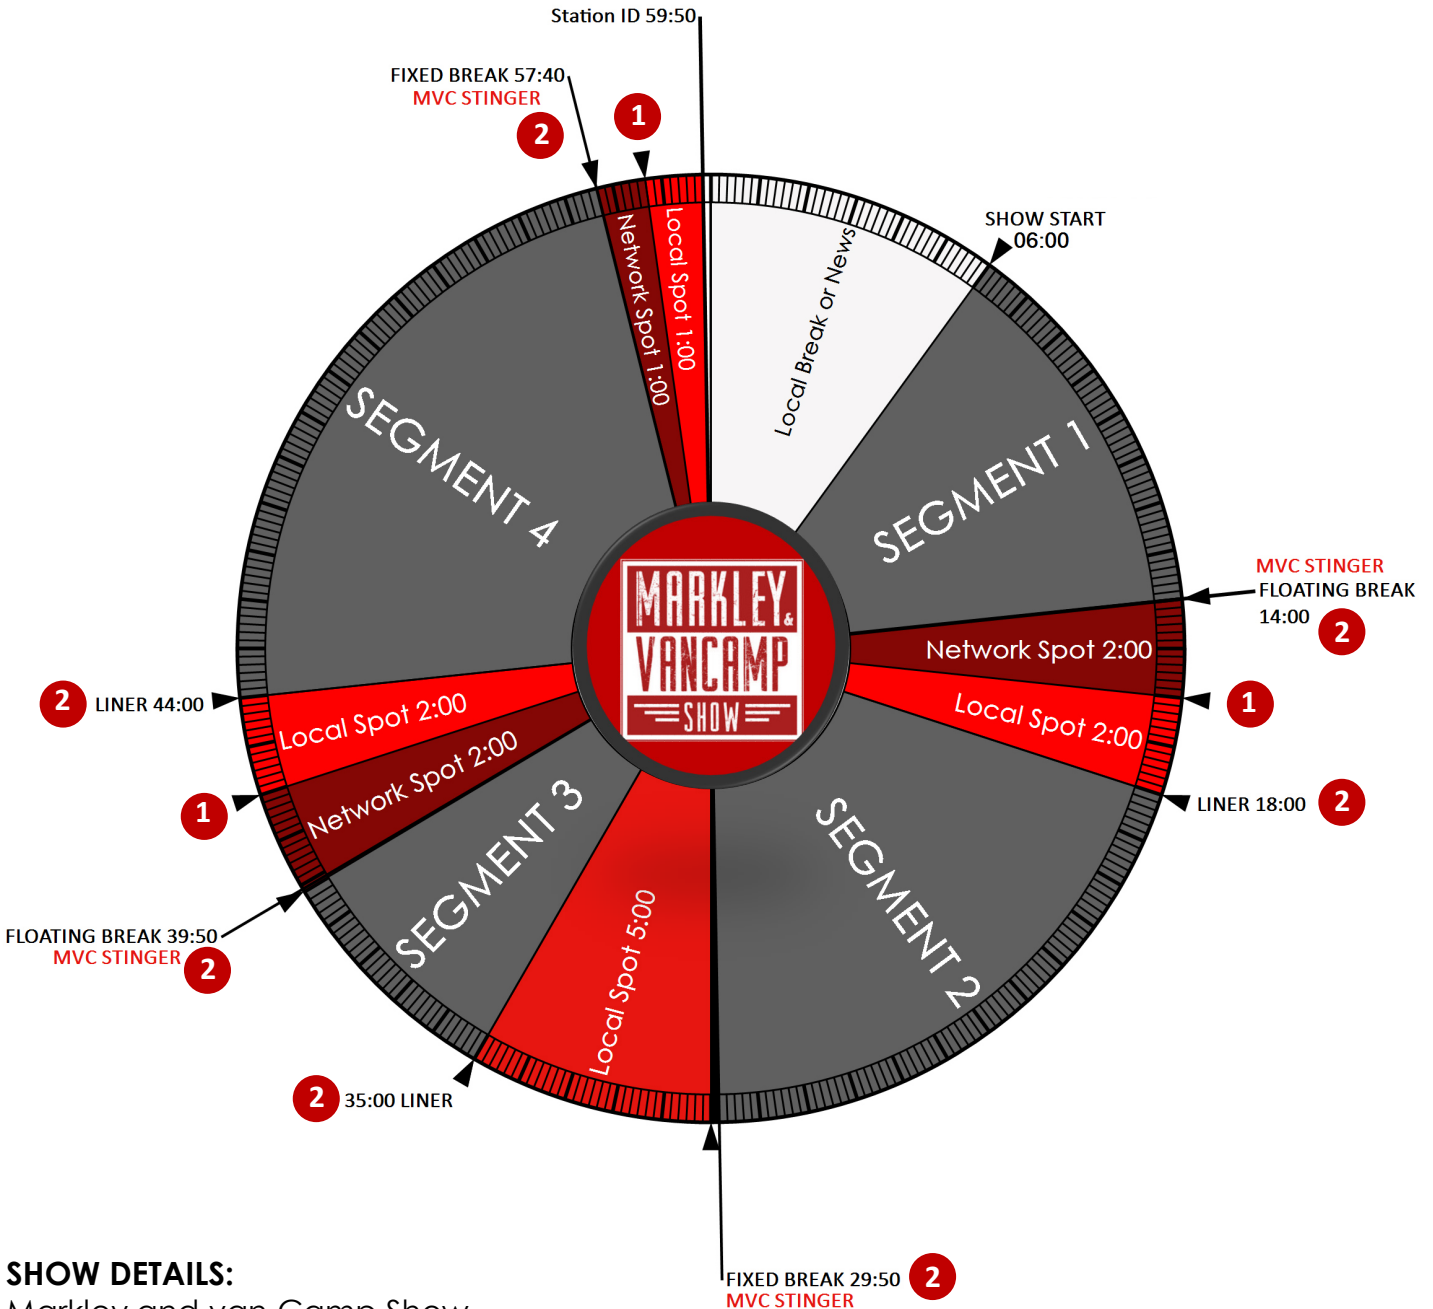 Station ID 59:50
FIXED BREAK 57:40
MVC STINGER
2
1
SHOW START
06:00
Local Break or News
Network Spot 1:00
Local Spot 1:00
SEGMENT 1
SEGMENT 4
MVC STINGER
FLOATING BREAK
14:00
2
Network Spot 2:00
Local Spot 2:00
1
LINER 18:00
2
MARKLEY &
VANCAMP
SHOW
2
LINER 44:00
Local Spot 2:00
Network Spot 2:00
1
SEGMENT 3
SEGMENT 2
Local Spot 5:00
FLOATING BREAK 39:50
MVC STINGER
2
2
35:00 LINER
FIXED BREAK 29:50
2
MVC STINGER
SHOW DETAILS:
Markley and van Camp Show